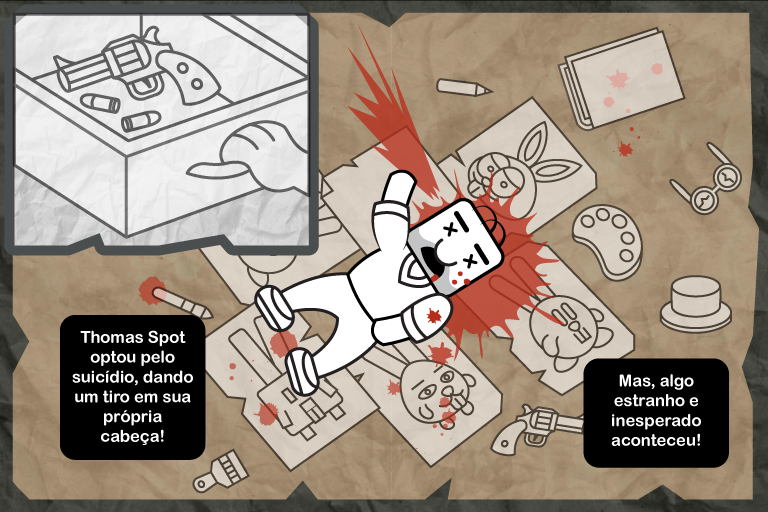 Thomas Spot
optou pelo
suicídio, dando
um tiro em sua
própria
cabeça!
Mas, algo
estranho e
inesperado
aconteceu!